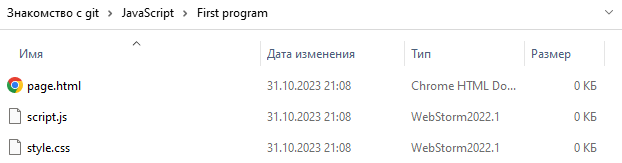 Знакомство с git > JavaScript > First program
Имя Дата изменения Тип Размер
page.html 31.10.2023 21:08 Chrome HTML Do... 0 КБ
script.js 31.10.2023 21:08 WebStorm2022.1 0 КБ
style.css 31.10.2023 21:08 WebStorm2022.1 0 КБ